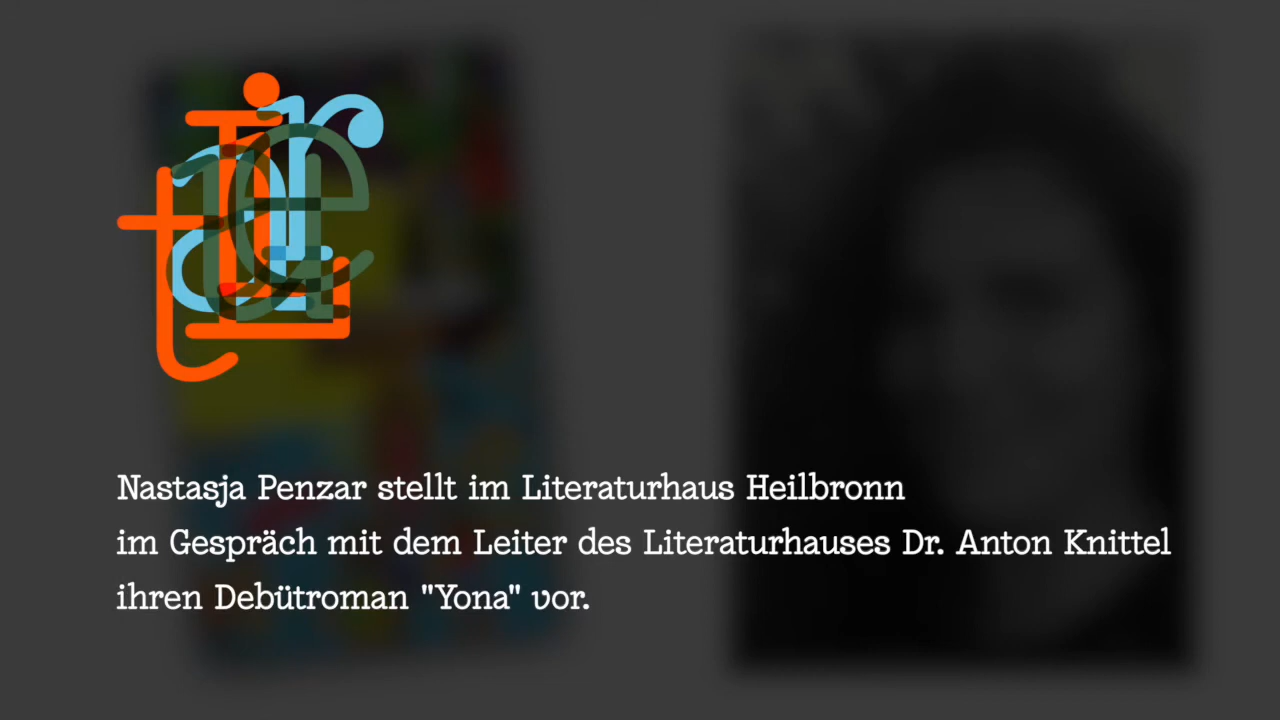 Nastasja Penzar stellt im Literaturhaus Heilbronn
im Gespräch mit dem Leiter des Literaturhauses Dr. Anton Knittel
ihren Debütroman "Yona" vor.